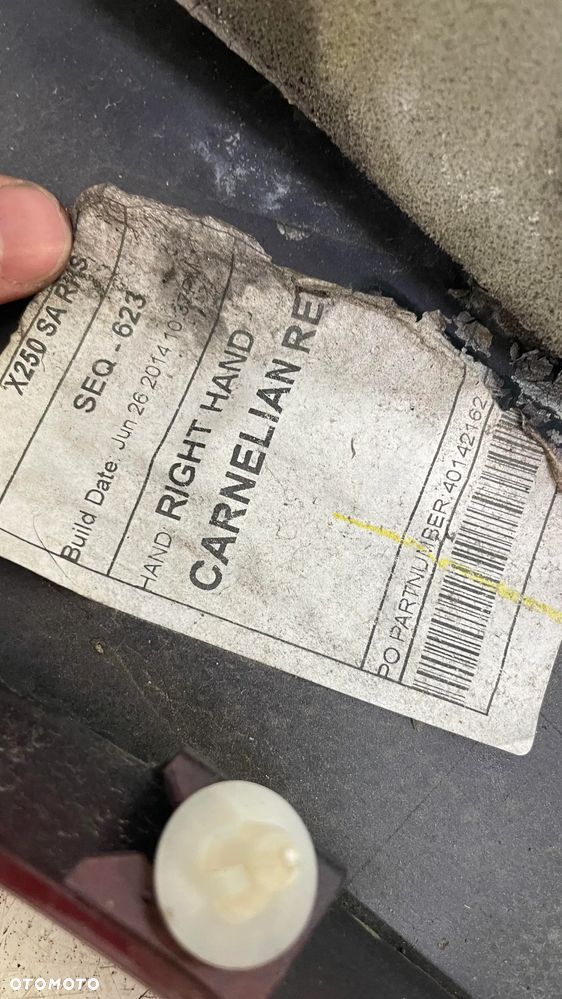 X250 SA RHS
SEQ - 623
Build Date: Jun 26 2014 10
HAND: RIGHT HAND
CARNELIAN RE
PO PARTNUMBER 40142162
OTOMOTO